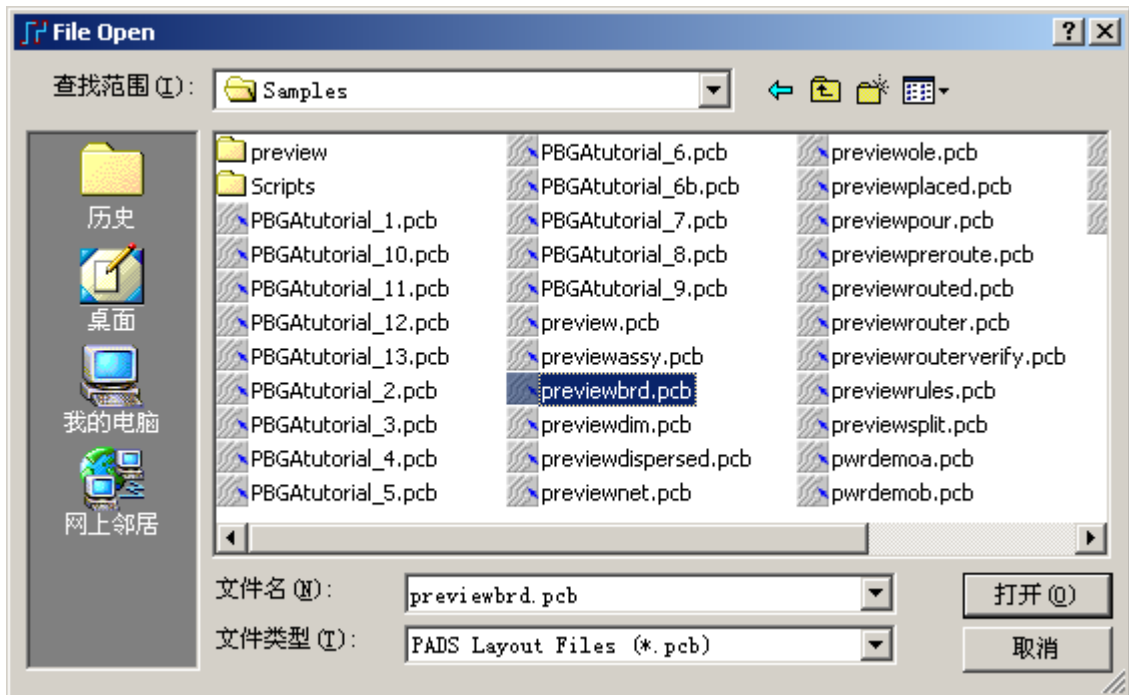 File Open
查找范围(I):
Samples
历史
桌面
我的电脑
网上邻居
preview
Scripts
PBGAtutorial_1.pcb
PBGAtutorial_10.pcb
PBGAtutorial_11.pcb
PBGAtutorial_12.pcb
PBGAtutorial_13.pcb
PBGAtutorial_2.pcb
PBGAtutorial_3.pcb
PBGAtutorial_4.pcb
PBGAtutorial_5.pcb
PBGAtutorial_6.pcb
PBGAtutorial_6b.pcb
PBGAtutorial_7.pcb
PBGAtutorial_8.pcb
PBGAtutorial_9.pcb
preview.pcb
previewassy.pcb
previewbrd.pcb
previewdim.pcb
previewdispersed.pcb
previewnet.pcb
previewole.pcb
previewplaced.pcb
previewpour.pcb
previewpreroute.pcb
previewrouted.pcb
previewrouter.pcb
previewrouterverify.pcb
previewrules.pcb
previewsplit.pcb
pwrdemoa.pcb
pwrdemob.pcb
文件名(N):
previewbrd.pcb
打开(O)
文件类型(T):
PADS Layout Files (*.pcb)
取消